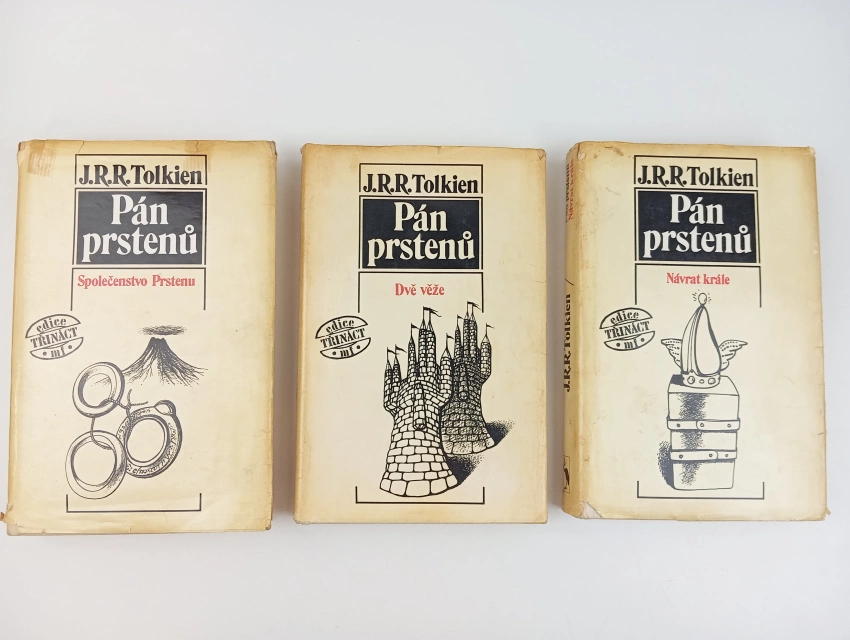 J.R.R.Tolkien
Pán
prstenů
Společenstvo Prstenu
edice
TŘINÁCT
mf
J.R.R.Tolkien
Pán
prstenů
Dvě věže
edice
TŘINÁCT
mf
J.R.R.Tolkien
Pán
prstenů
Návrat krále
edice
TŘINÁCT
mf
J.R.R.Tolkien /